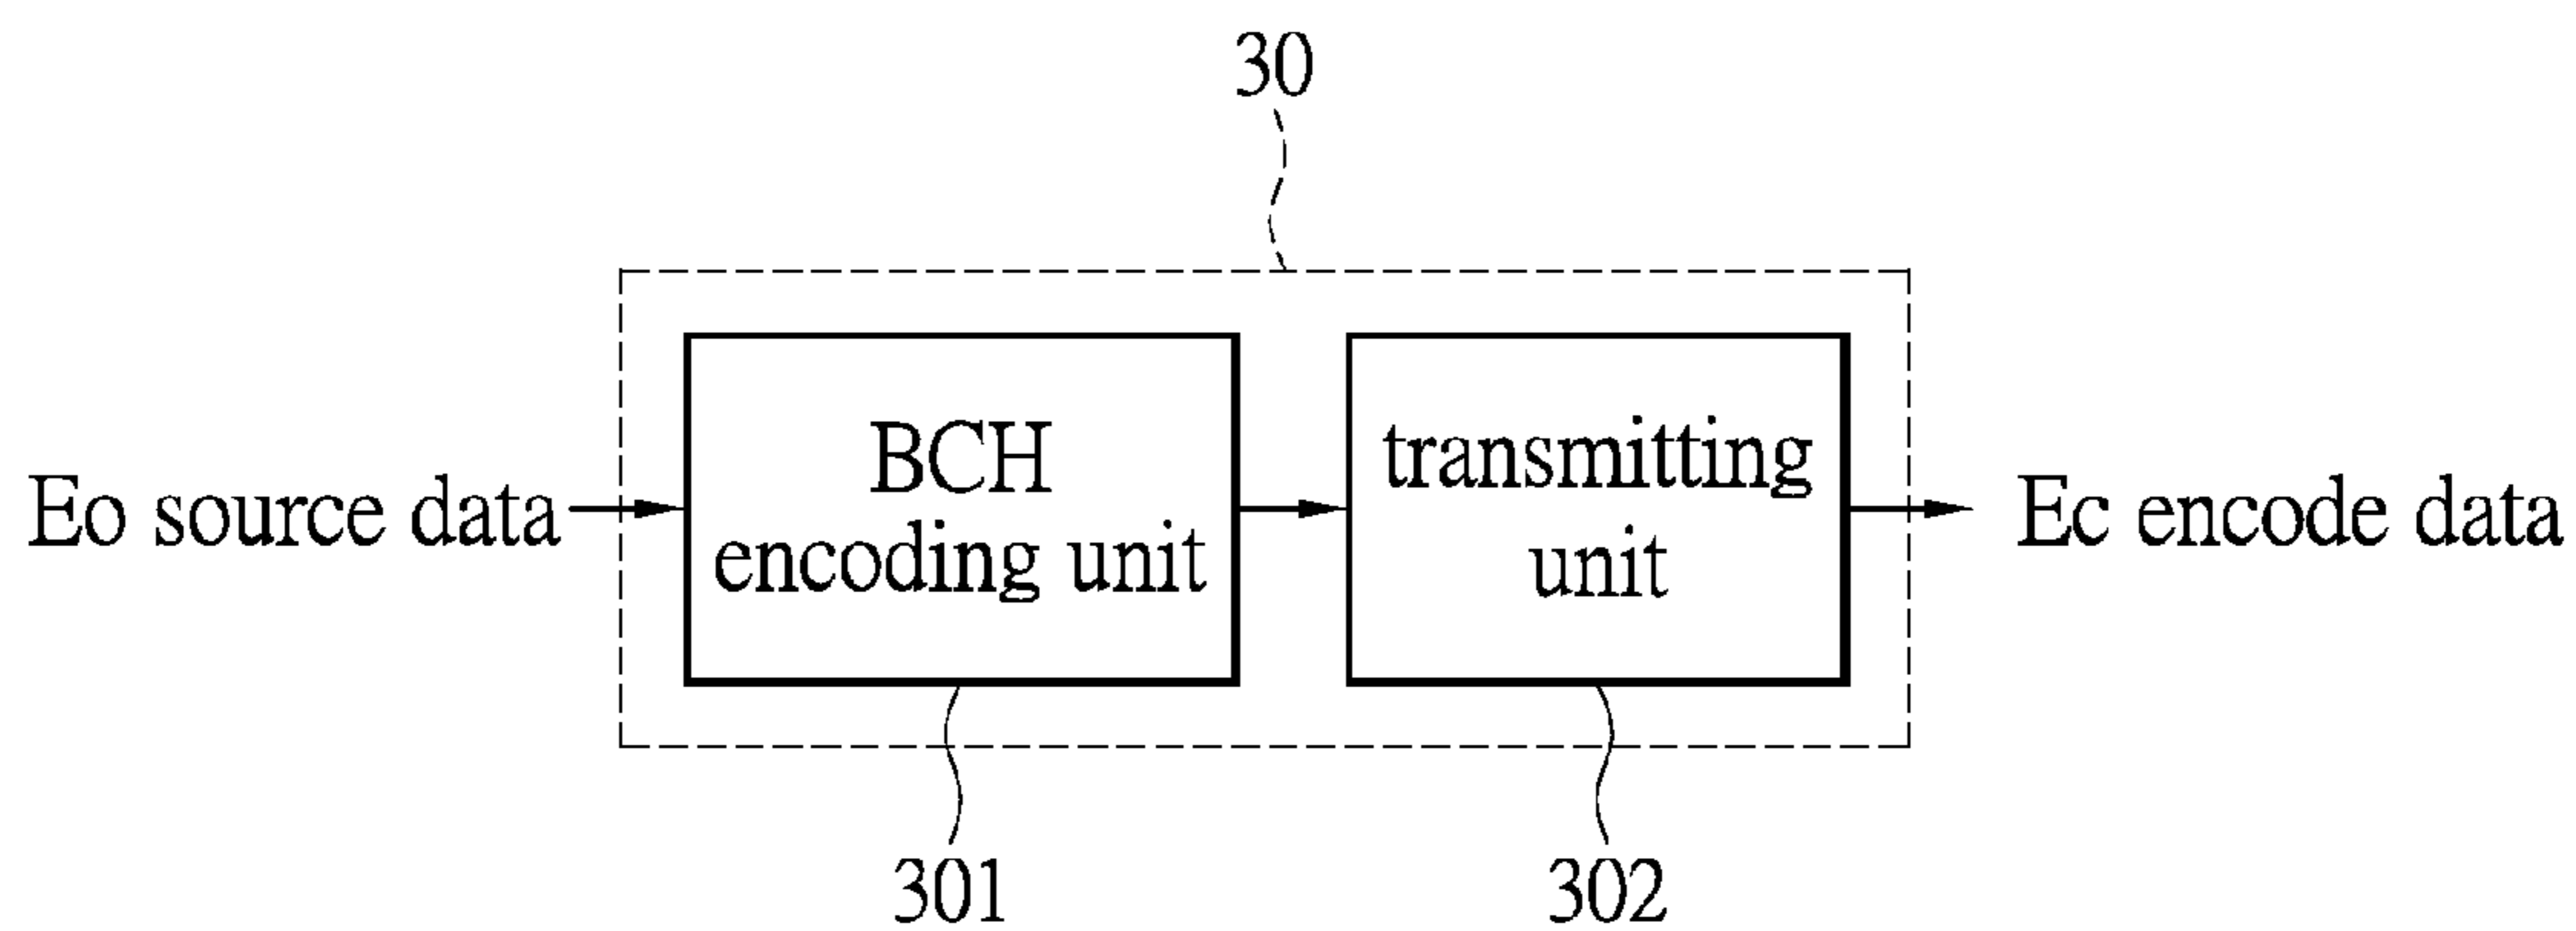 30
Eo source data
BCH
encoding unit
transmitting
unit
Ec encode data
301
302